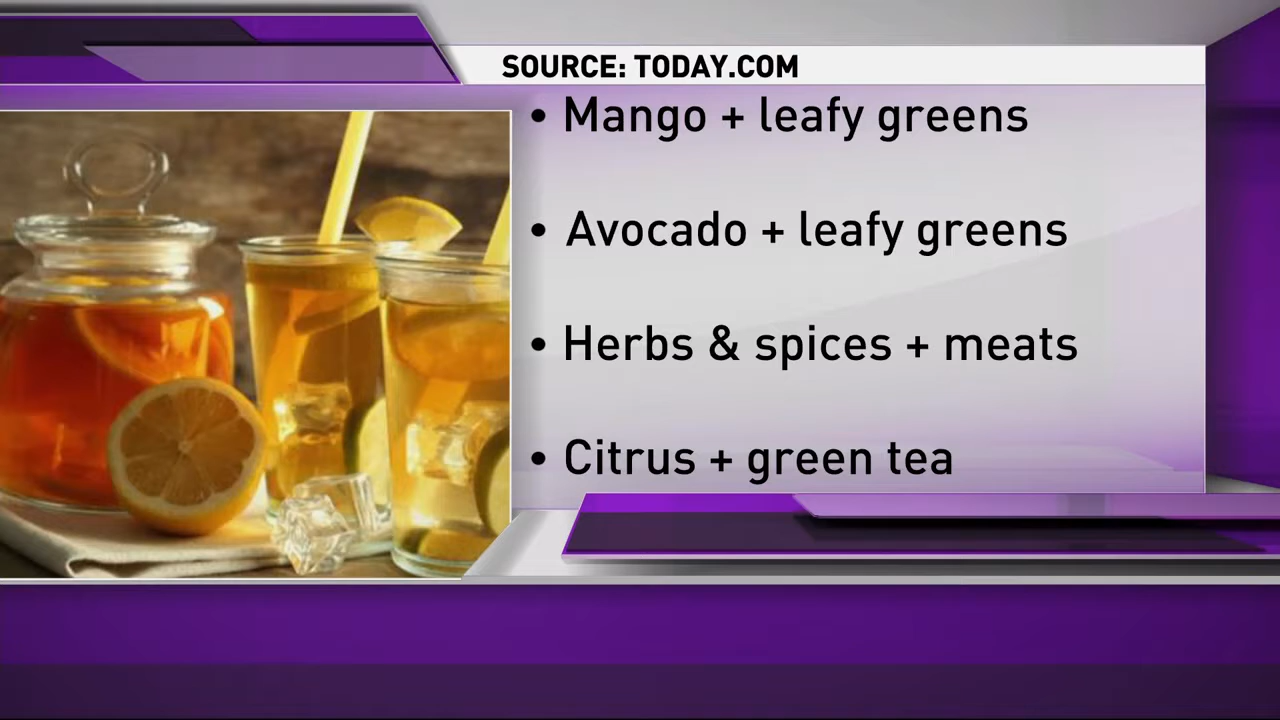 SOURCE: TODAY.COM
• Mango + leafy greens
• Avocado + leafy greens
• Herbs & spices + meats
• Citrus + green tea